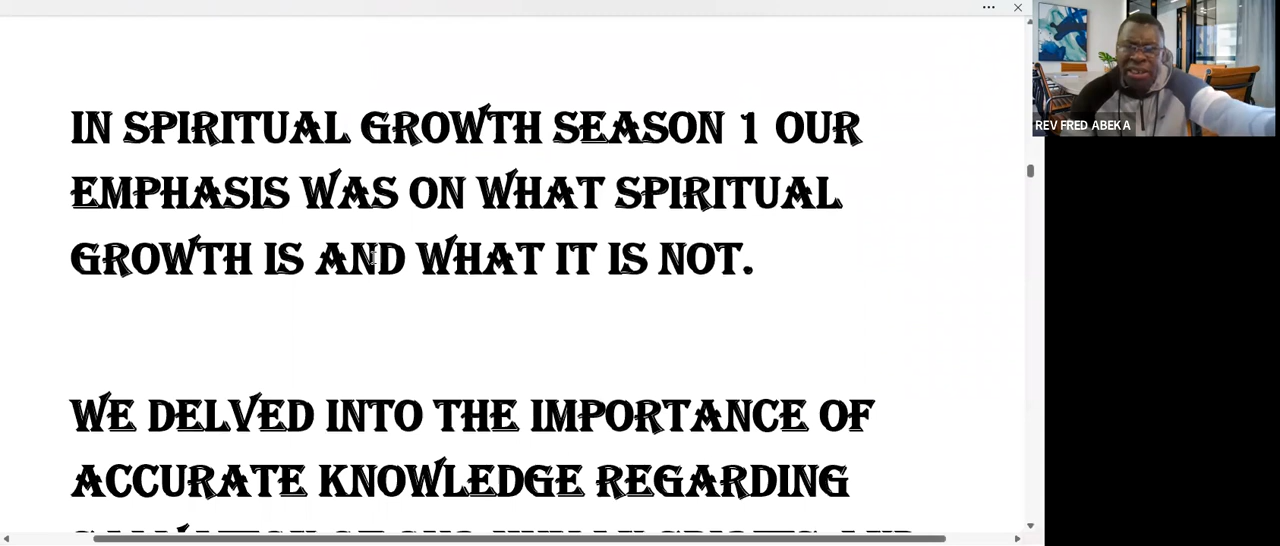 IN SPIRITUAL GROWTH SEASON 1 OUR
EMPHASIS WAS ON WHAT SPIRITUAL
GROWTH IS AND WHAT IT IS NOT.
WE DELVED INTO THE IMPORTANCE OF
ACCURATE KNOWLEDGE REGARDING
REV FRED ABEKA